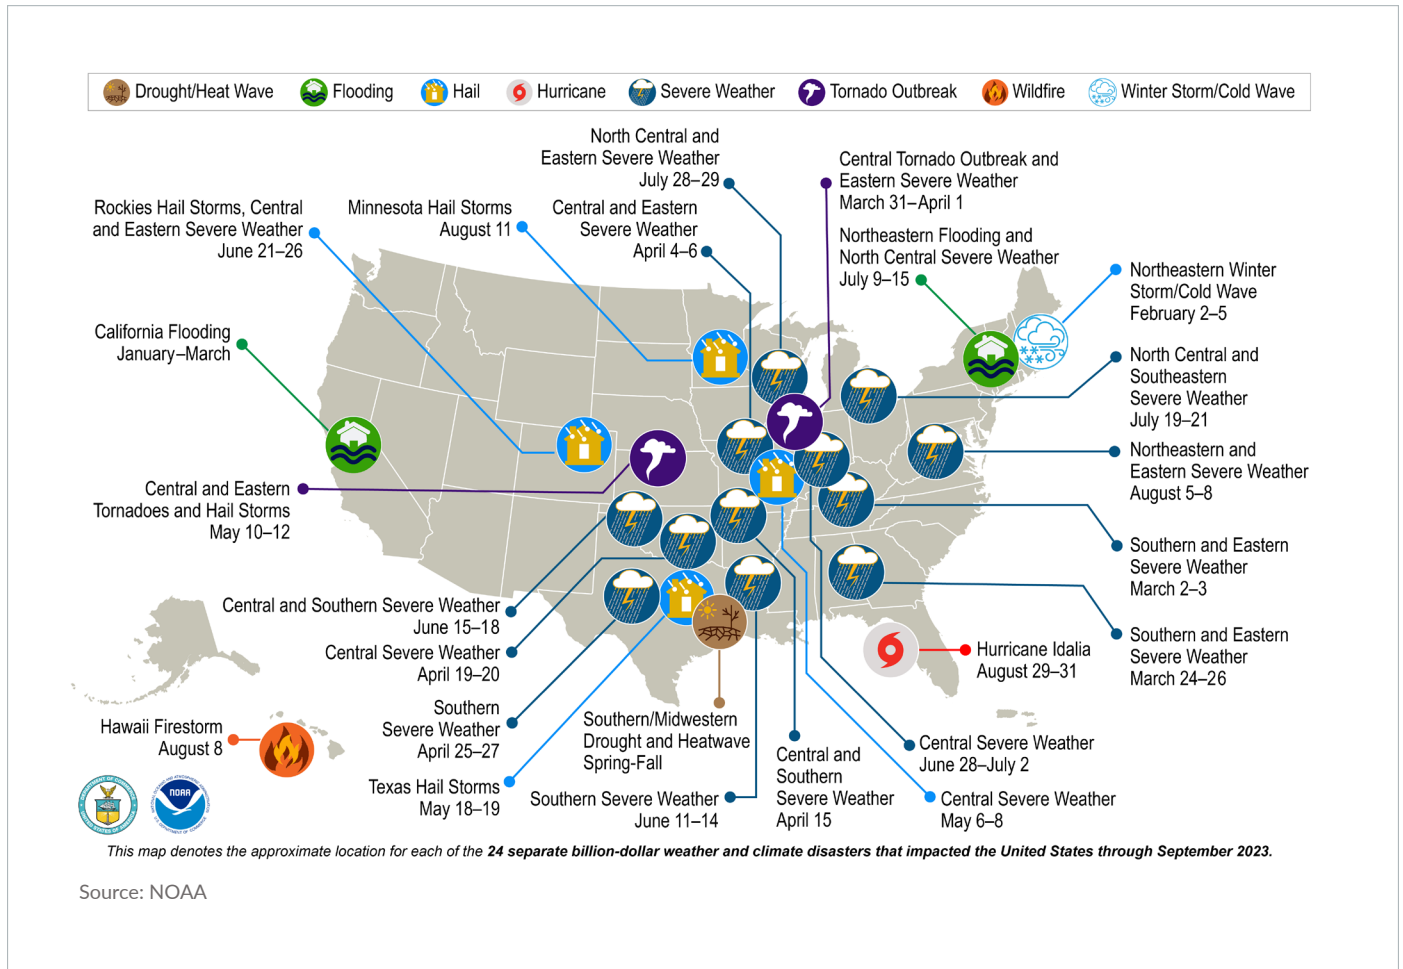 Drought/Heat Wave
Flooding
Hail
Hurricane
Severe Weather
Tornado Outbreak
Wildfire
Winter Storm/Cold Wave
North Central and
Eastern Severe Weather
July 28–29
Central Tornado Outbreak and
Eastern Severe Weather
March 31–April 1
Rockies Hail Storms, Central
and Eastern Severe Weather
June 21–26
Minnesota Hail Storms
August 11
Central and Eastern
Severe Weather
April 4–6
Northeastern Flooding and
North Central Severe Weather
July 9–15
Northeastern Winter
Storm/Cold Wave
February 2–5
California Flooding
January–March
North Central and
Southeastern
Severe Weather
July 19–21
Northeastern and
Eastern Severe Weather
August 5–8
Central and Eastern
Tornadoes and Hail Storms
May 10–12
Southern and Eastern
Severe Weather
March 2–3
Central and Southern Severe Weather
June 15–18
Southern and Eastern
Severe Weather
March 24–26
Central Severe Weather
April 19–20
Hurricane Idalia
August 29–31
Southern
Severe Weather
April 25–27
Southern/Midwestern
Drought and Heatwave
Spring-Fall
Hawaii Firestorm
August 8
Central and
Southern
Severe Weather
April 15
Central Severe Weather
June 28–July 2
Texas Hail Storms
May 18–19
Southern Severe Weather
June 11–14
Central Severe Weather
May 6–8
NOAA
This map denotes the approximate location for each of the 24 separate billion-dollar weather and climate disasters that impacted the United States through September 2023.
Source: NOAA